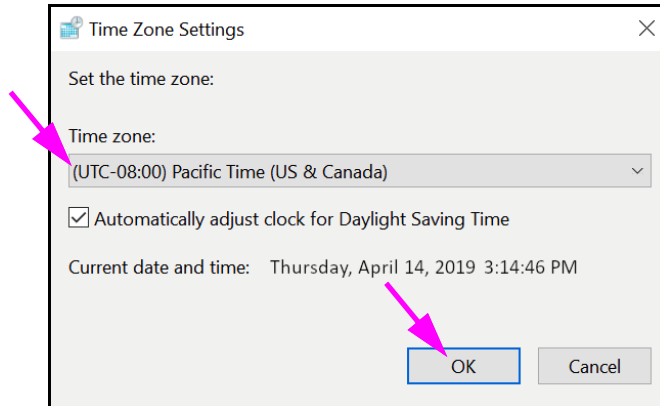 Time Zone Settings
Set the time zone:
Time zone:
(UTC-08:00) Pacific Time (US & Canada)
Automatically adjust clock for Daylight Saving Time
Current date and time: Thursday, April 14, 2019 3:14:46 PM
OK Cancel